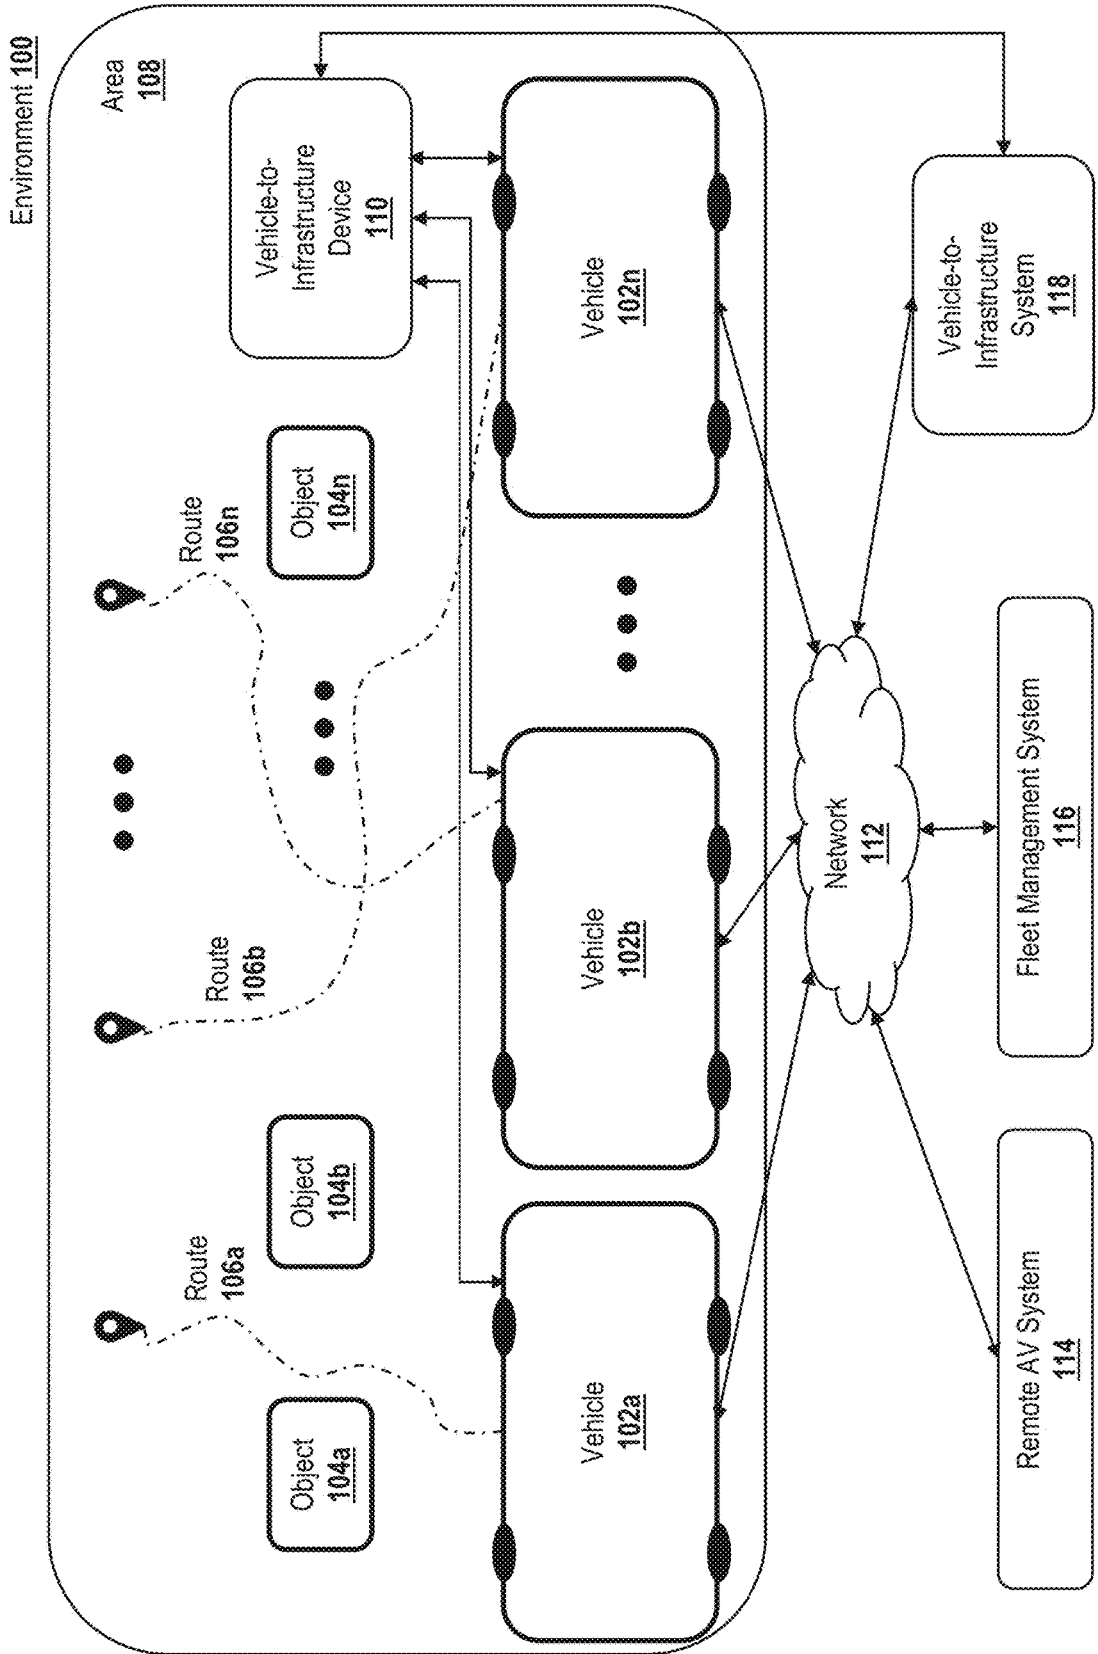 Environment 100
Area
108
Route
106a
Route
106b
Route
106n
Object
104a
Object
104b
Object
104n
Vehicle-to-
Infrastructure
Device
110
Vehicle
102a
Vehicle
102b
Vehicle
102n
Network
112
Remote AV System
114
Fleet Management System
116
Vehicle-to-
Infrastructure
System
118